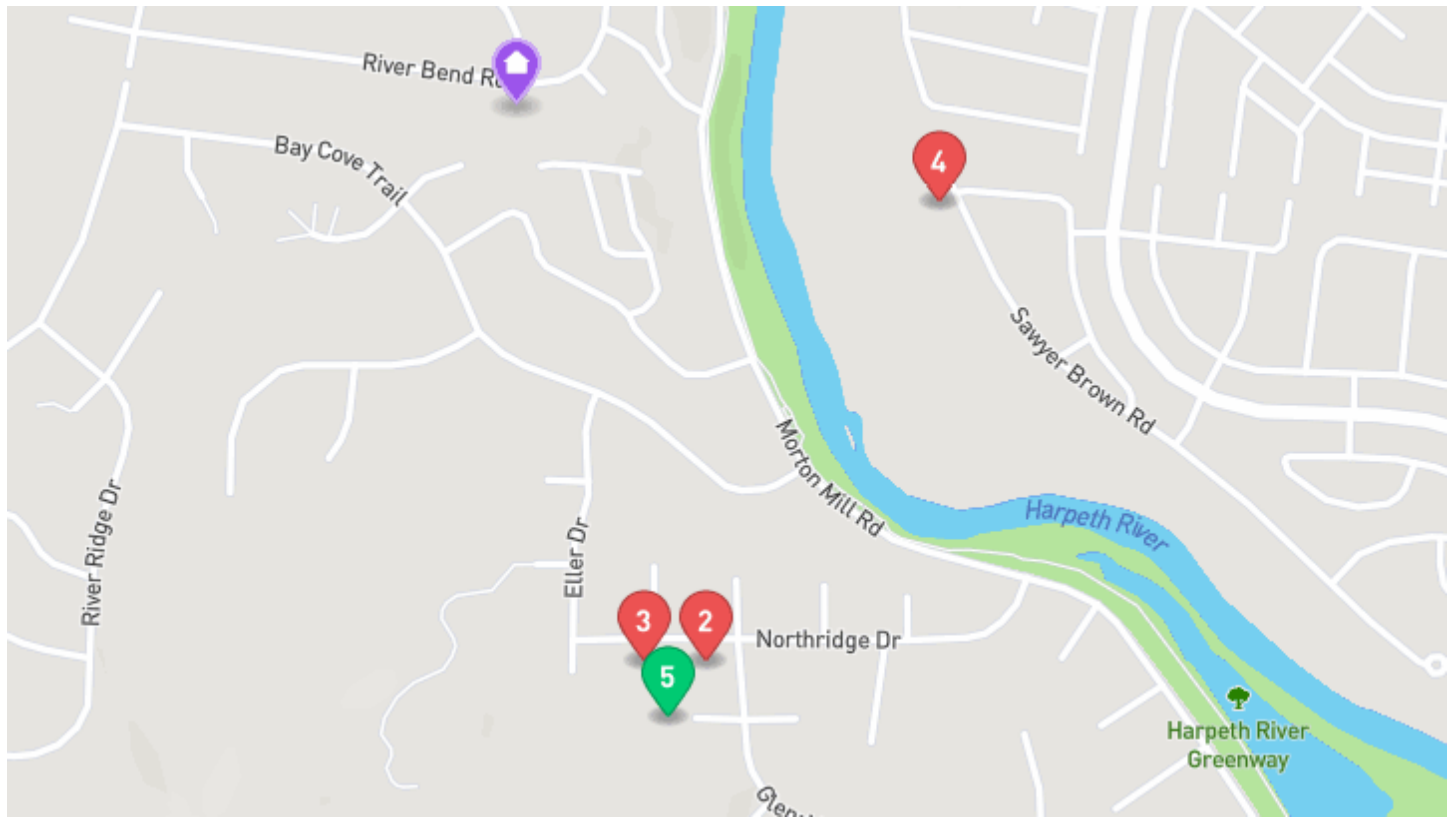 River Bend
4
Bay Cove Trail
Sawyer Brown Rd
Morton Mill Rd
Harpeth River
River Ridge Dr
Eller Dr
3
2
Northridge Dr
5
Harpeth River
Greenway